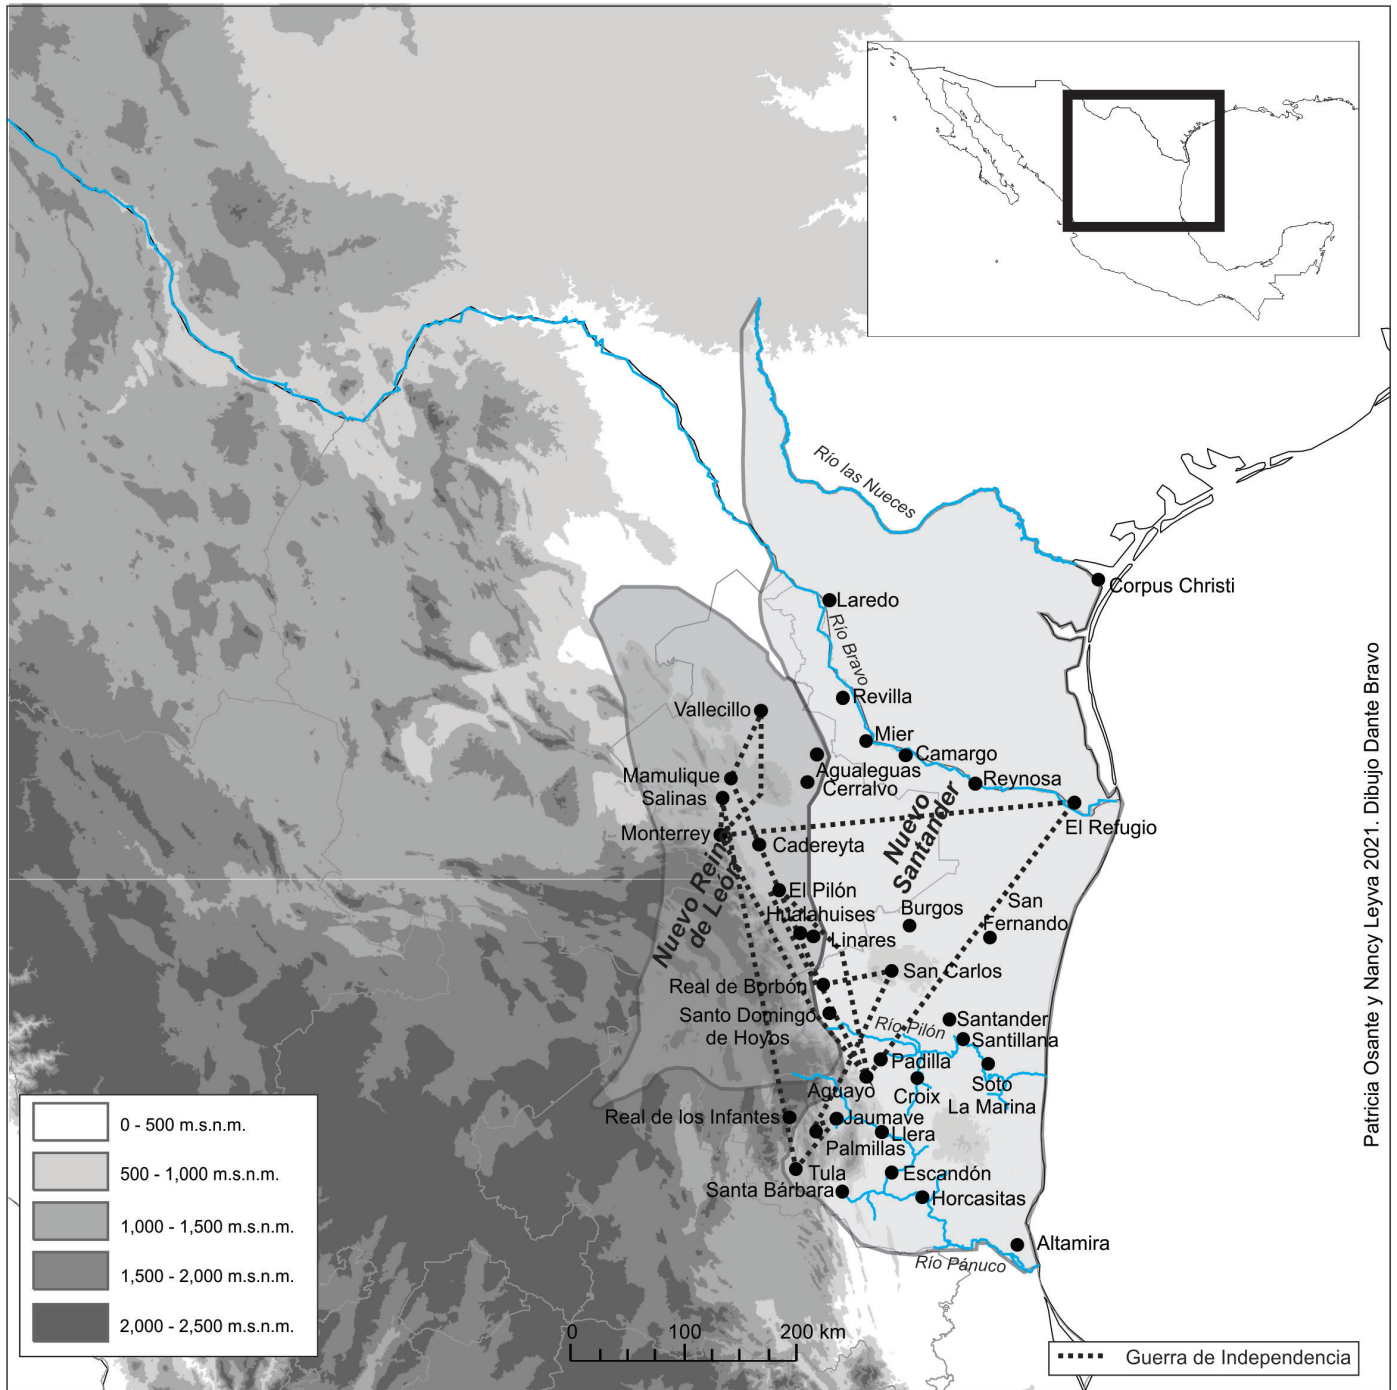 Río las Nueces
Corpus Christi
Laredo
Río Bravo
Revilla
Vallecillo
Mier
Camargo
Agualeguas
Mamulique
Reynosa
Cerralvo
Salinas
Nuevo
Santander
El Refugio
Monterrey
Cadereyta
Nuevo Reino
de León
El Pilón
Hualahuises
Burgos
San
Fernando
Linares
San Carlos
Real de Borbón
Santo Domingo
de Hoyos
Río Pilón
Santander
Santillana
Padilla
Aguayo
Croix
Soto
La Marina
Real de los Infantes
Jaumave
Llera
Palmillas
Tula
Escandón
Santa Bárbara
Horcasitas
Altamira
Río Pánuco
0 - 500 m.s.n.m.
500 - 1,000 m.s.n.m.
1,000 - 1,500 m.s.n.m.
1,500 - 2,000 m.s.n.m.
2,000 - 2,500 m.s.n.m.
0 100 200 km
Guerra de Independencia
Patricia Osante y Nancy Leyva 2021. Dibujo Dante Bravo